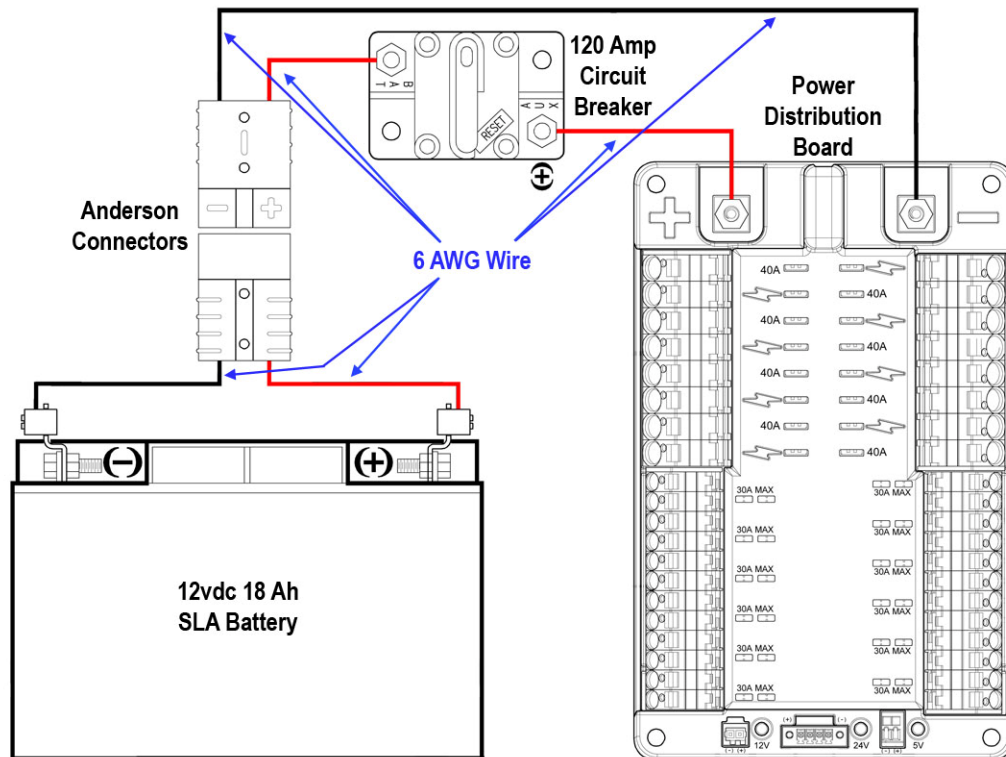 120 Amp
Circuit
Breaker
BAT
AUX
RESET
(+)
Power
Distribution
Board
Anderson
Connectors
−
− +
6 AWG Wire
+ −
40A
40A
40A
40A
40A
40A
40A
40A
30A MAX 30A MAX
30A MAX 30A MAX
30A MAX 30A MAX
30A MAX 30A MAX
30A MAX 30A MAX
30A MAX 30A MAX
(−) (+)
12vdc 18 Ah
SLA Battery
(+) (−)
12V 24V 5V
(−) (+) (−) (+)